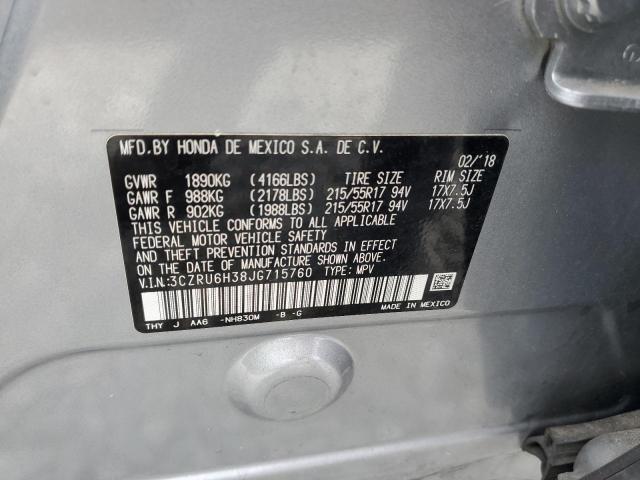 MFD.BY HONDA DE MEXICO S.A. DE C.V.
02/'18
GVWR 1890KG (4166LBS) TIRE SIZE RIM SIZE
GAWR F 988KG (2178LBS) 215/55R17 94V 17X7.5J
GAWR R 902KG (1988LBS) 215/55R17 94V 17X7.5J
THIS VEHICLE CONFORMS TO ALL APPLICABLE
FEDERAL MOTOR VEHICLE SAFETY
AND THEFT PREVENTION STANDARDS IN EFFECT
ON THE DATE OF MANUFACTURE SHOWN ABOVE.
V.I.N.:3CZRU6H38JG715760 TYPE: MPV
THY J AA6 -NH830M -B -G MADE IN MEXICO